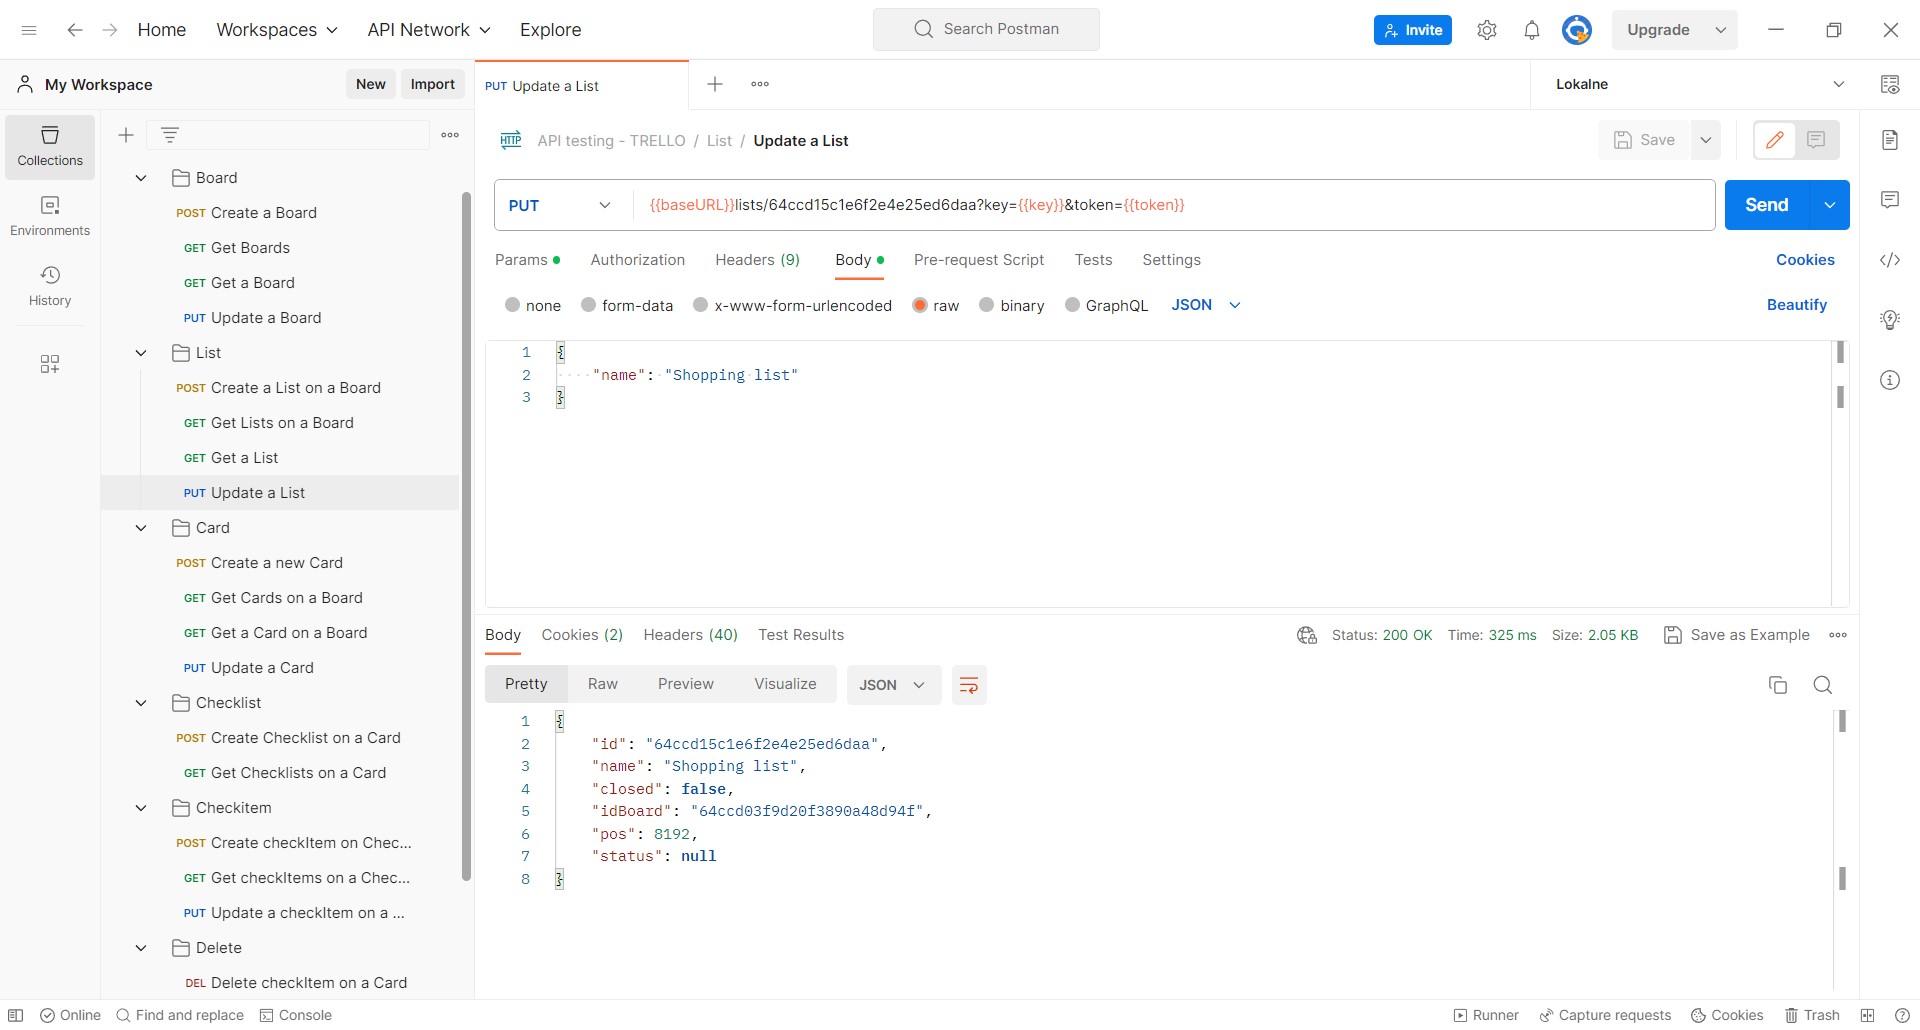 Home Workspaces API Network Explore Search Postman Invite Upgrade
My Workspace New Import PUT Update a List Lokalne
Collections
Environments
History
Board
POST Create a Board
GET Get Boards
GET Get a Board
PUT Update a Board
List
POST Create a List on a Board
GET Get Lists on a Board
GET Get a List
PUT Update a List
Card
POST Create a new Card
GET Get Cards on a Board
GET Get a Card on a Board
PUT Update a Card
Checklist
POST Create Checklist on a Card
GET Get Checklists on a Card
Checkitem
POST Create checkItem on Chec...
GET Get checkItems on a Chec...
PUT Update a checkItem on a ...
Delete
DEL Delete checkItem on a Card
HTTP API testing - TRELLO / List / Update a List Save
PUT {{baseURL}}lists/64ccd15c1e6f2e4e25ed6daa?key={{key}}&token={{token}} Send
Params Authorization Headers (9) Body Pre-request Script Tests Settings Cookies
none form-data x-www-form-urlencoded raw binary GraphQL JSON Beautify
1 {
2 "name": "Shopping list"
3 }
Body Cookies (2) Headers (40) Test Results Status: 200 OK Time: 325 ms Size: 2.05 KB Save as Example
Pretty Raw Preview Visualize JSON
1 {
2 "id": "64ccd15c1e6f2e4e25ed6daa",
3 "name": "Shopping list",
4 "closed": false,
5 "idBoard": "64ccd03f9d20f3890a48d94f",
6 "pos": 8192,
7 "status": null
8 }
Online Find and replace Console Runner Capture requests Cookies Trash